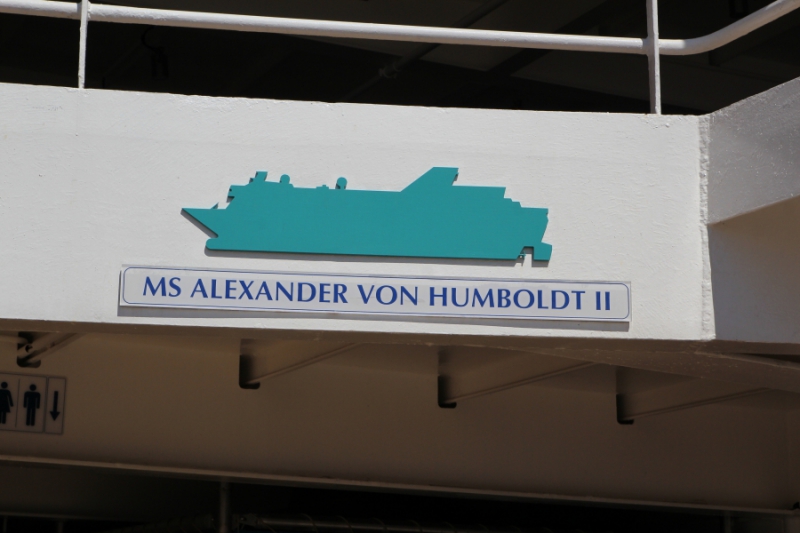 MS ALEXANDER VON HUMBOLDT II